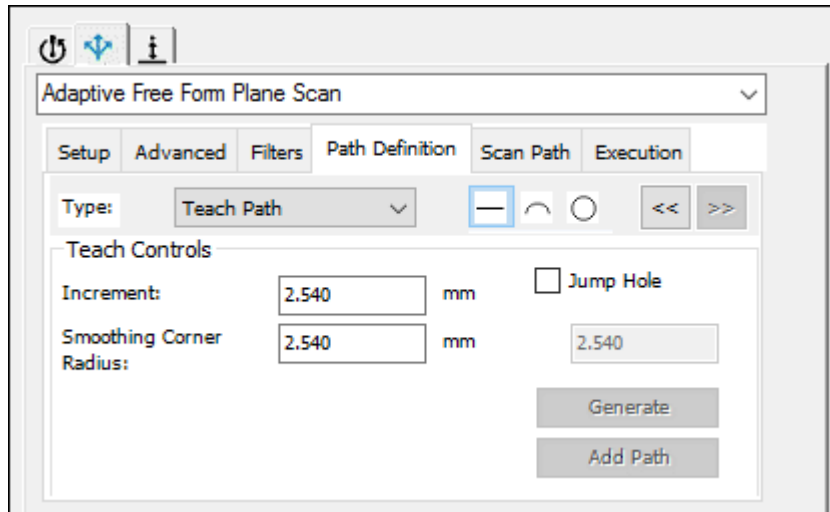 Adaptive Free Form Plane Scan
Setup Advanced Filters Path Definition Scan Path Execution
Type: Teach Path << >>
Teach Controls
Increment: 2.540 mm Jump Hole
Smoothing Corner Radius: 2.540 mm 2.540
Generate
Add Path